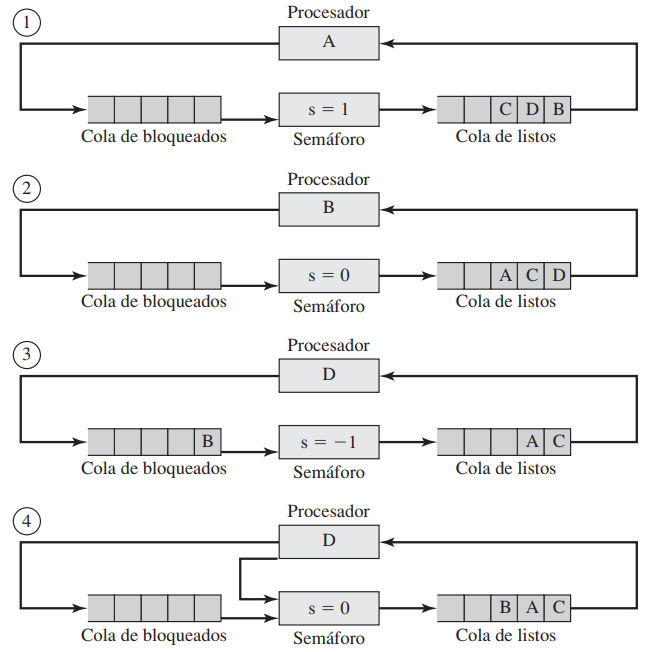 1
Procesador
A
s = 1
C D B
Cola de bloqueados
Semáforo
Cola de listos
2
Procesador
B
s = 0
A C D
Cola de bloqueados
Semáforo
Cola de listos
3
Procesador
D
B
s = −1
A C
Cola de bloqueados
Semáforo
Cola de listos
4
Procesador
D
s = 0
B A C
Cola de bloqueados
Semáforo
Cola de listos